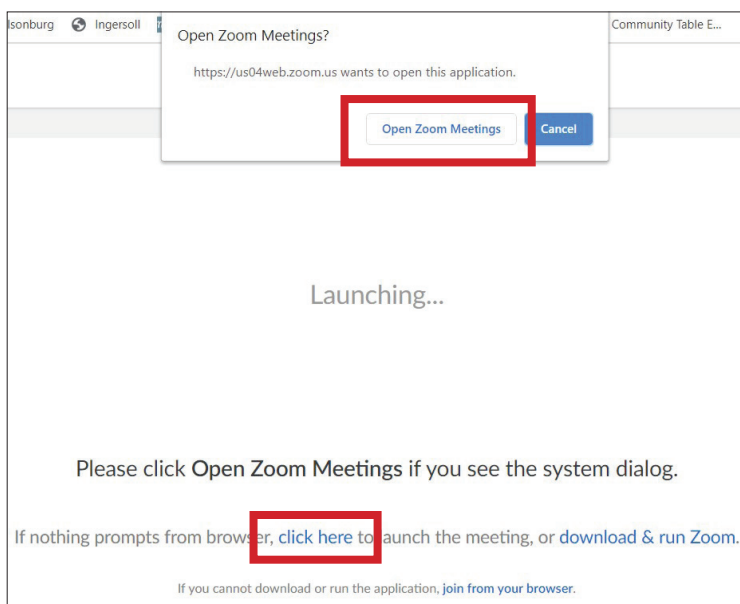 lsonburg Ingersoll Community Table E...
Open Zoom Meetings?
https://us04web.zoom.us wants to open this application.
Open Zoom Meetings Cancel
Launching...
Please click Open Zoom Meetings if you see the system dialog.
If nothing prompts from browser, click here to launch the meeting, or download & run Zoom.
If you cannot download or run the application, join from your browser.